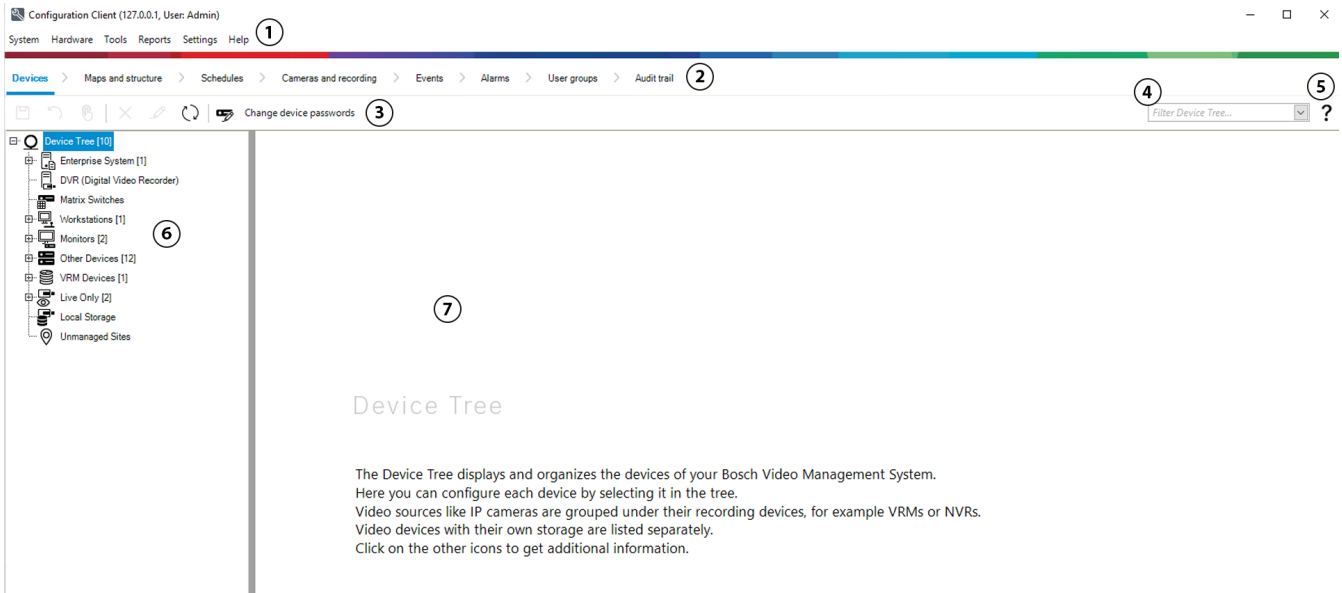 Configuration Client (127.0.0.1, User: Admin)
System Hardware Tools Reports Settings Help 1
Devices > Maps and structure > Schedules > Cameras and recording > Events > Alarms > User groups > Audit trail 2
Change device passwords 3
4
Filter Device Tree...
5
?
Device Tree [10]
Enterprise System [1]
DVR (Digital Video Recorder)
Matrix Switches
Workstations [1]
Monitors [2]
Other Devices [12]
VRM Devices [1]
Live Only [2]
Local Storage
Unmanaged Sites
6
7
Device Tree
The Device Tree displays and organizes the devices of your Bosch Video Management System.
Here you can configure each device by selecting it in the tree.
Video sources like IP cameras are grouped under their recording devices, for example VRMs or NVRs.
Video devices with their own storage are listed separately.
Click on the other icons to get additional information.